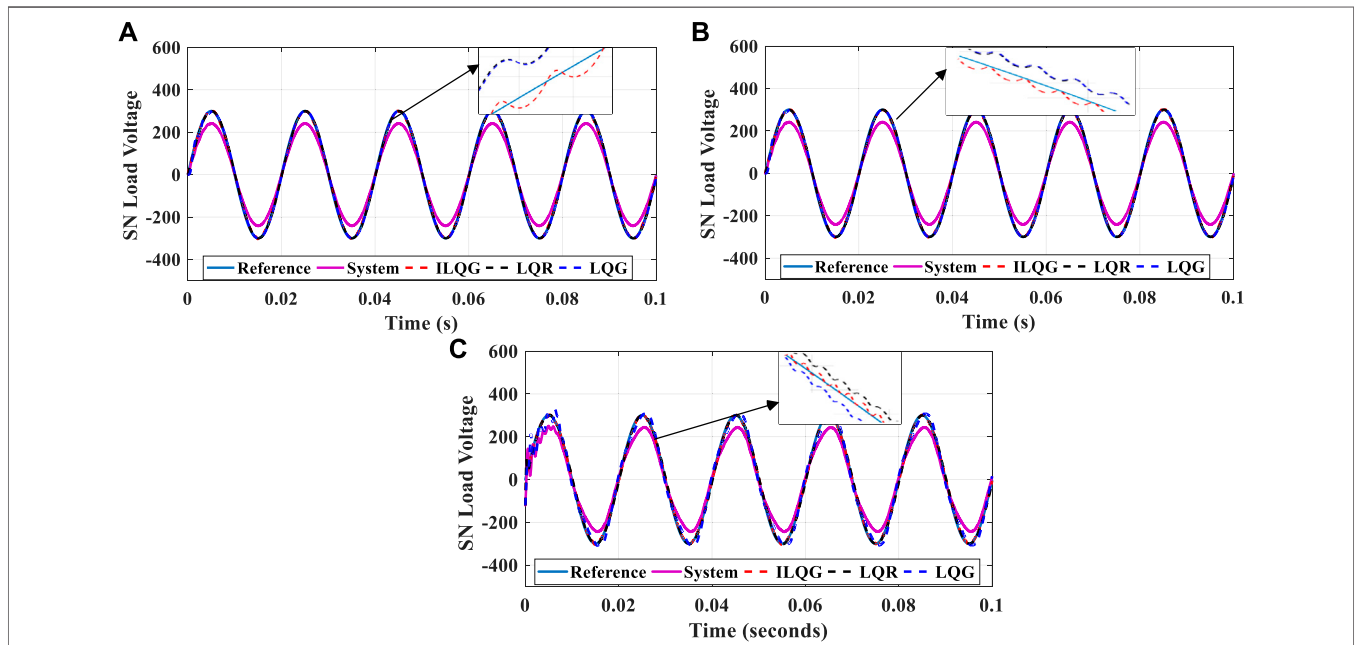 A
SN Load Voltage
600
400
200
0
-200
-400
Reference System ILQG LQR LQG
0 0.02 0.04 0.06 0.08 0.1
Time (s)
B
SN Load Voltage
600
400
200
0
-200
-400
Reference System ILQG LQR LQG
0 0.02 0.04 0.06 0.08 0.1
Time (s)
C
SN Load Voltage
600
400
200
0
-200
-400
Reference System ILQG LQR LQG
0 0.02 0.04 0.06 0.08 0.1
Time (seconds)